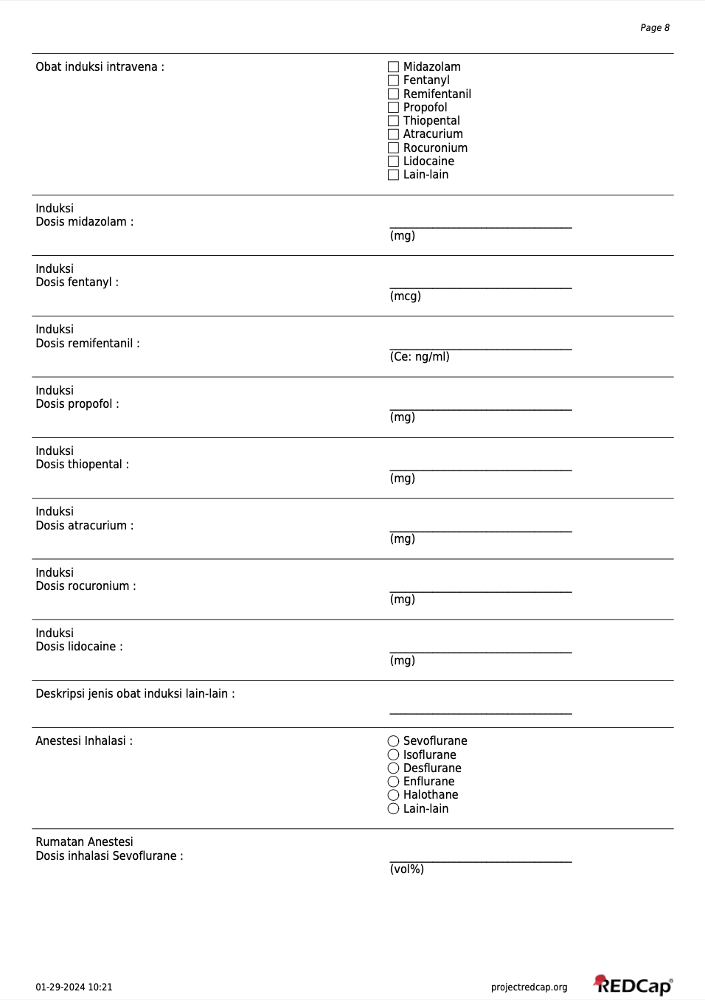 Page 8
Obat induksi intravena :
Midazolam
Fentanyl
Remifentanil
Propofol
Thiopental
Atracurium
Rocuronium
Lidocaine
Lain-lain
Induksi
Dosis midazolam :
(mg)
Induksi
Dosis fentanyl :
(mcg)
Induksi
Dosis remifentanil :
(Ce: ng/ml)
Induksi
Dosis propofol :
(mg)
Induksi
Dosis thiopental :
(mg)
Induksi
Dosis atracurium :
(mg)
Induksi
Dosis rocuronium :
(mg)
Induksi
Dosis lidocaine :
(mg)
Deskripsi jenis obat induksi lain-lain :
Anestesi Inhalasi :
Sevoflurane
Isoflurane
Desflurane
Enflurane
Halothane
Lain-lain
Rumatan Anestesi
Dosis inhalasi Sevoflurane :
(vol%)
01-29-2024 10:21 projectredcap.org REDCap®